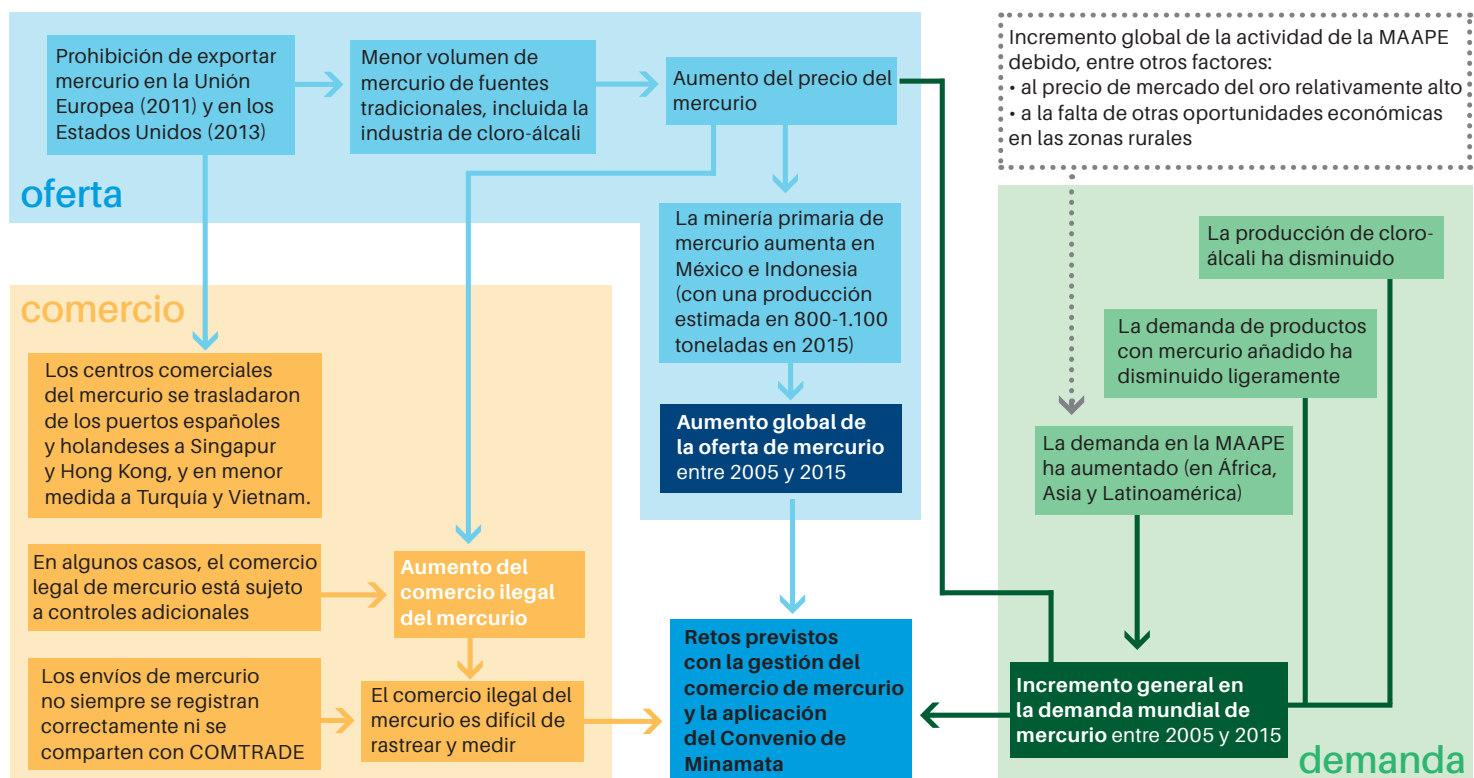 Prohibición de exportar
mercurio en la Unión
Europea (2011) y en los
Estados Unidos (2013)
Menor volumen de
mercurio de fuentes
tradicionales, incluida la
industria de cloro-álcali
Aumento del precio del
mercurio
Incremento global de la actividad de la MAAPE
debido, entre otros factores:
• al precio de mercado del oro relativamente alto
• a la falta de otras oportunidades económicas
en las zonas rurales
oferta
La minería primaria de
mercurio aumenta en
México e Indonesia
(con una producción
estimada en 800-1.100
toneladas en 2015)
Aumento global de
la oferta de mercurio
entre 2005 y 2015
La producción de cloro-
álcali ha disminuido
La demanda de productos
con mercurio añadido ha
disminuido ligeramente
La demanda en la MAAPE
ha aumentado (en África,
Asia y Latinoamérica)
comercio
Los centros comerciales
del mercurio se trasladaron
de los puertos españoles
y holandeses a Singapur
y Hong Kong, y en menor
medida a Turquía y Vietnam.
En algunos casos, el comercio
legal de mercurio está sujeto
a controles adicionales
Aumento del
comercio ilegal
del mercurio
Los envíos de mercurio
no siempre se registran
correctamente ni se
comparten con COMTRADE
El comercio ilegal del
mercurio es difícil de
rastrear y medir
Retos previstos
con la gestión del
comercio de mercurio
y la aplicación
del Convenio de
Minamata
Incremento general en
la demanda mundial de
mercurio entre 2005 y 2015
demanda